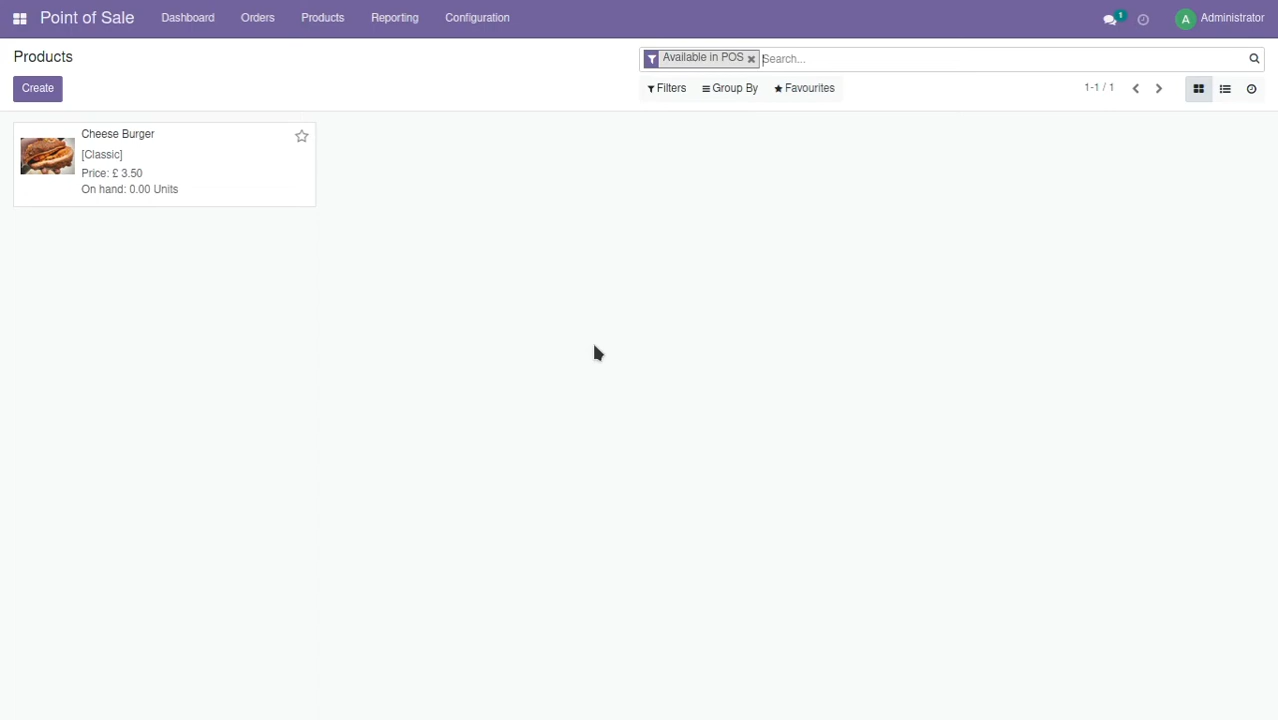 Point of Sale Dashboard Orders Products Reporting Configuration 1 A Administrator
Products
Available in POS Search...
Create
Filters Group By Favourites 1-1 / 1
Cheese Burger
[Classic]
Price: £ 3.50
On hand: 0.00 Units